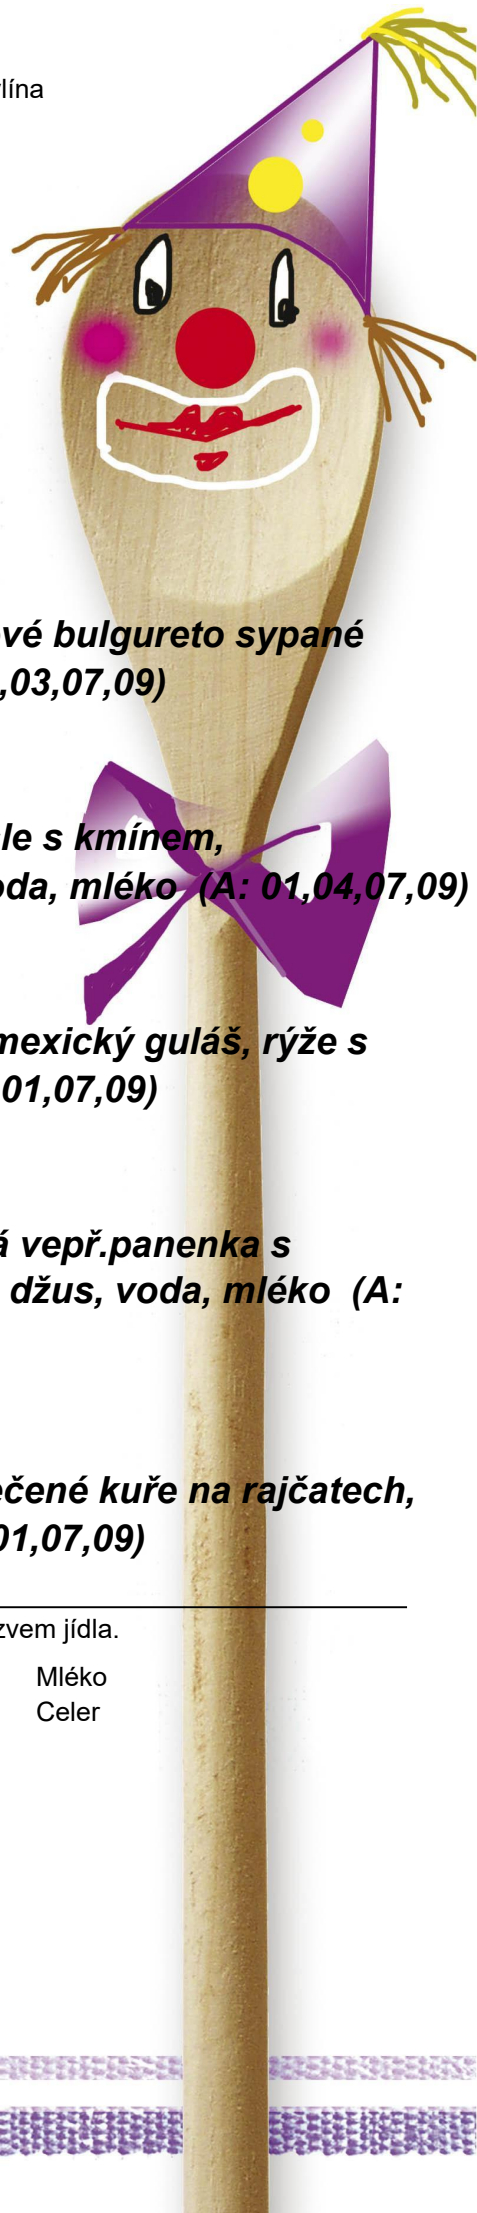 lína
vé bulgureto sypané
,03,07,09)
le s kmínem,
oda, mléko (A: 01,04,07,09)
mexický guláš, rýže s
01,07,09)
á vepř.panenka s
džus, voda, mléko (A:
ečené kuře na rajčatech,
01,07,09)
zvem jídla.
Mléko
Celer